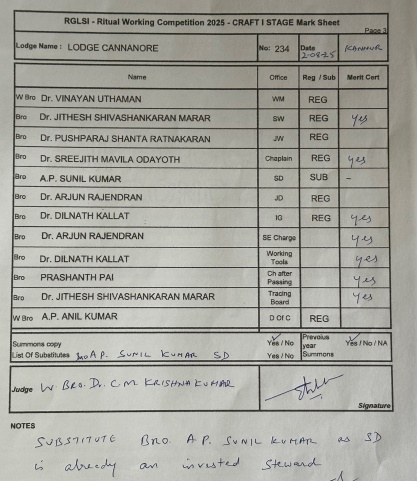 RGLSI - Ritual Working Competition 2025 - CRAFT I STAGE Mark Sheet
Page 3
Lodge Name : LODGE CANNANORE No: 234 Date 2-08-25 KANNUR
Name Office Reg / Sub Merit Cert
W Bro Dr. VINAYAN UTHAMAN WM REG
Bro Dr. JITHESH SHIVASHANKARAN MARAR SW REG yes
Bro Dr. PUSHPARAJ SHANTA RATNAKARAN JW REG
Bro Dr. SREEJITH MAVILA ODAYOTH Chaplain REG yes
Bro A.P. SUNIL KUMAR SD SUB -
Bro Dr. ARJUN RAJENDRAN JD REG
Bro Dr. DILNATH KALLAT IG REG yes
Bro Dr. ARJUN RAJENDRAN SE Charge yes
Bro Dr. DILNATH KALLAT Working Tools yes
Bro PRASHANTH PAI Ch after Passing yes
Bro Dr. JITHESH SHIVASHANKARAN MARAR Tracing Board yes
W Bro A.P. ANIL KUMAR D Of C REG
Summons copy Yes / No Prevoius year Summons Yes / No / NA
List Of Substitutes Bro A.P. SUNIL KUMAR SD Yes / No
Judge W BRO. Dr. C.M KRISHNA KUMAR
Signature
NOTES
SUBSTITUTE BRO. A.P. SUNIL KUMAR as SD
is already an invested Steward